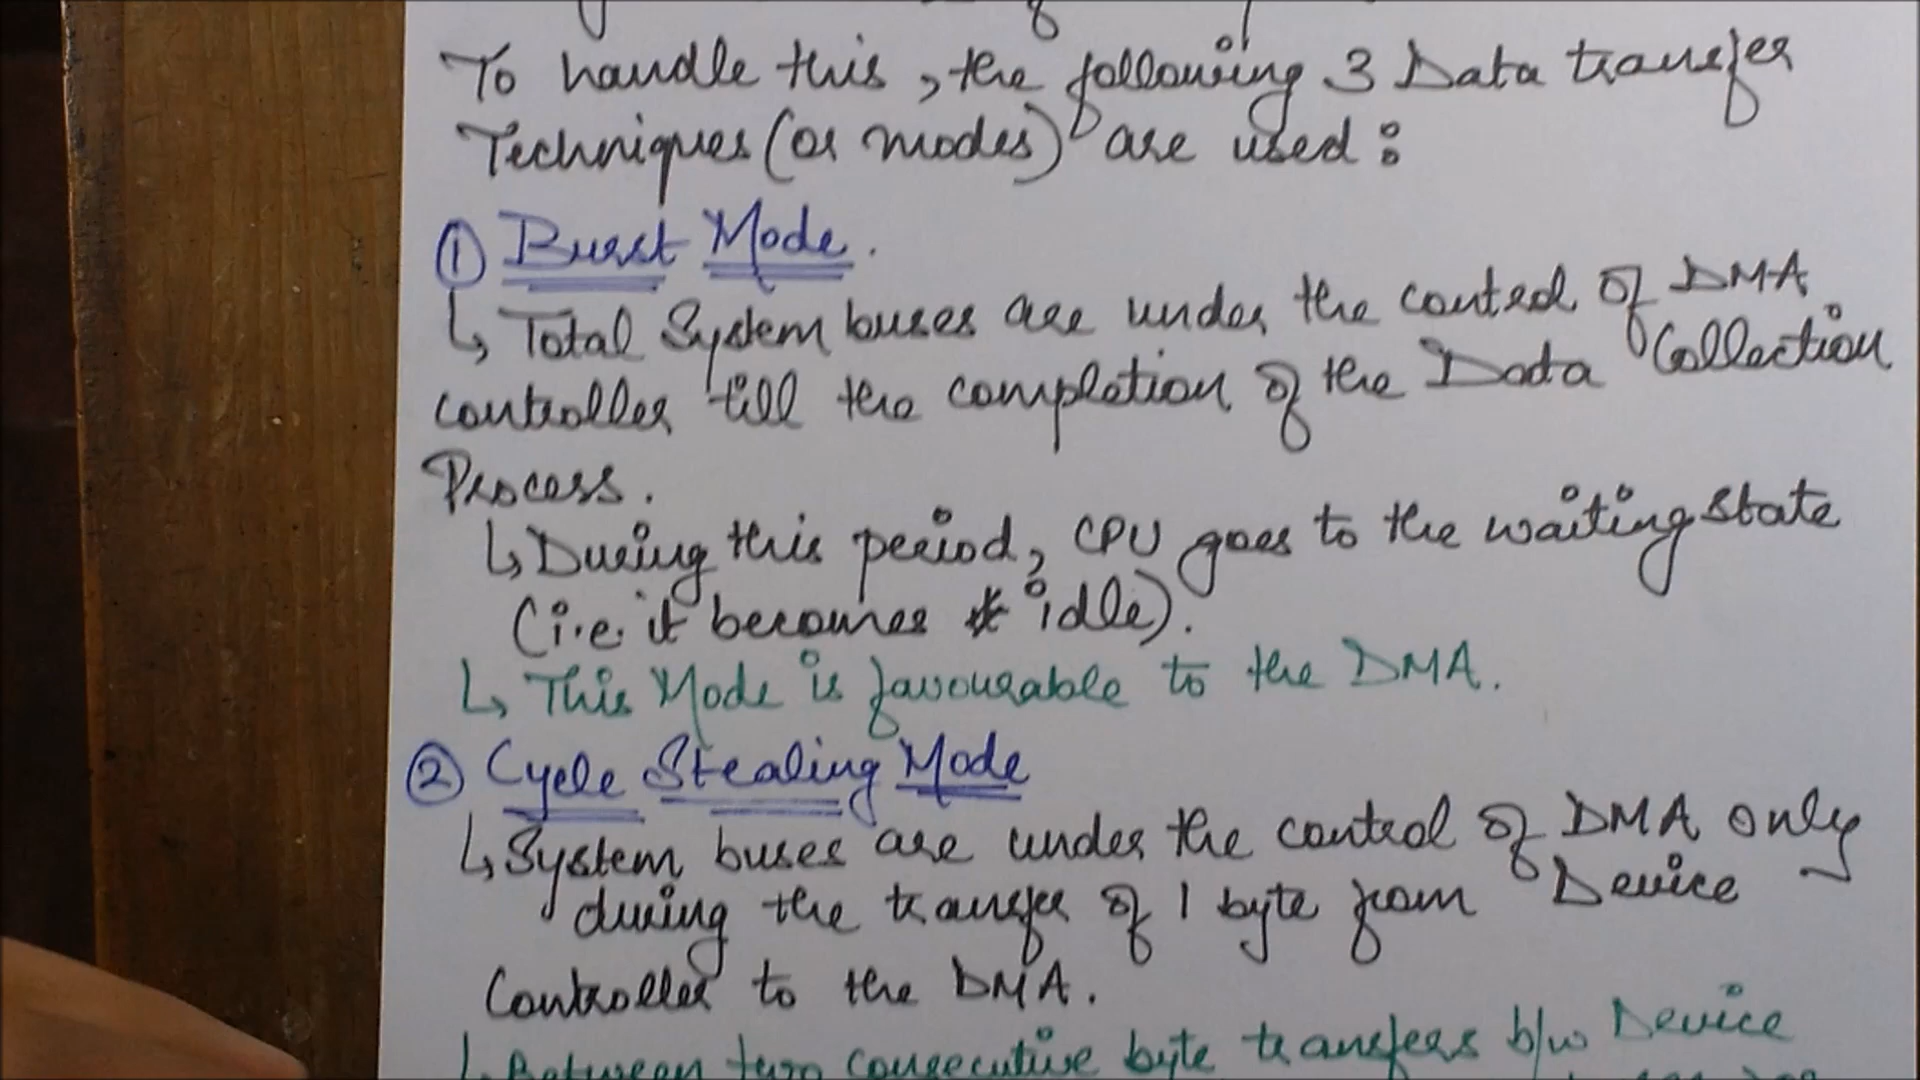 To handle this, the following 3 Data transfer
Techniques (or modes) are used:
① Burst Mode.
↳ Total System buses are under the control of DMA
controller till the completion of the Data Collection
Process.
↳ During this period, CPU goes to the waiting state
(i.e. it becomes idle).
↳ This Mode is favourable to the DMA.
② Cycle Stealing Mode
↳ System buses are under the control of DMA only
during the transfer of 1 byte from Device
Controller to the DMA.
↳ Between two consecutive byte transfers b/w Device